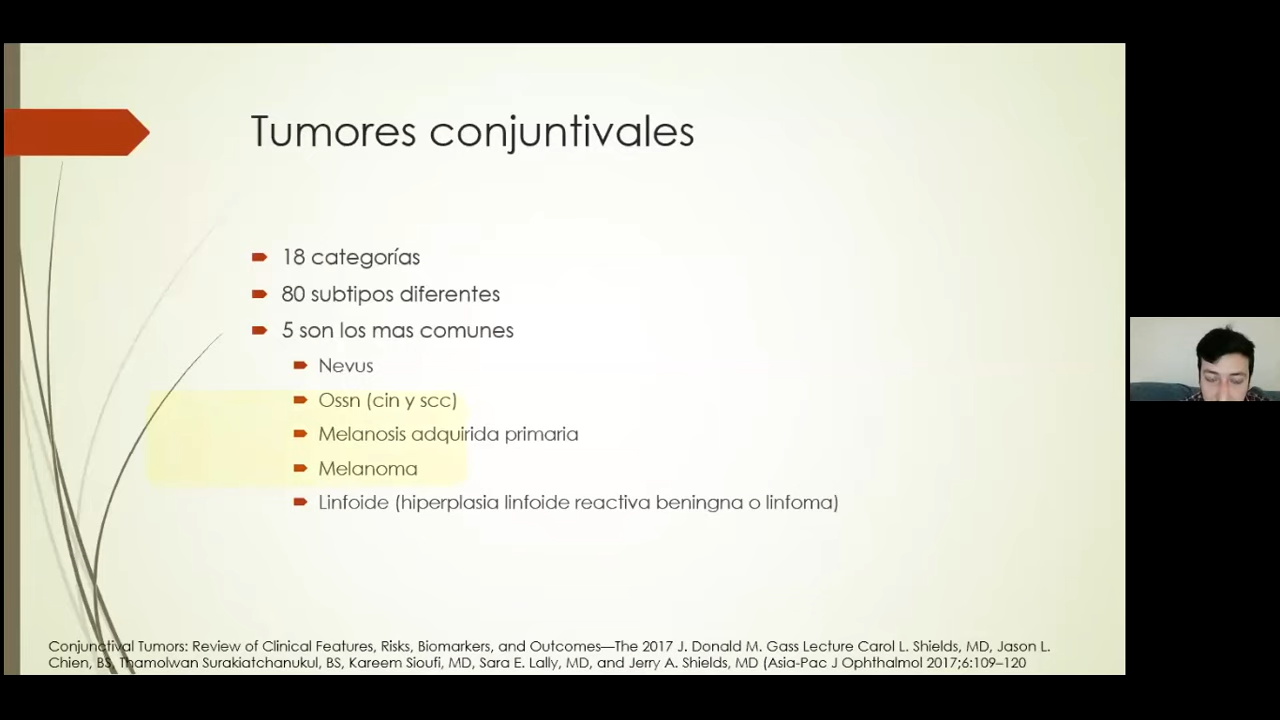 Tumores conjuntivales
18 categorías
80 subtipos diferentes
5 son los mas comunes
Nevus
Ossn (cin y scc)
Melanosis adquirida primaria
Melanoma
Linfoide (hiperplasia linfoide reactiva beningna o linfoma)
Conjunctival Tumors: Review of Clinical Features, Risks, Biomarkers, and Outcomes—The 2017 J. Donald M. Gass Lecture Carol L. Shields, MD, Jason L.
Chien, BS, Thamolwan Surakiatchanukul, BS, Kareem Sioufi, MD, Sara E. Lally, MD, and Jerry A. Shields, MD (Asia-Pac J Ophthalmol 2017;6:109–120